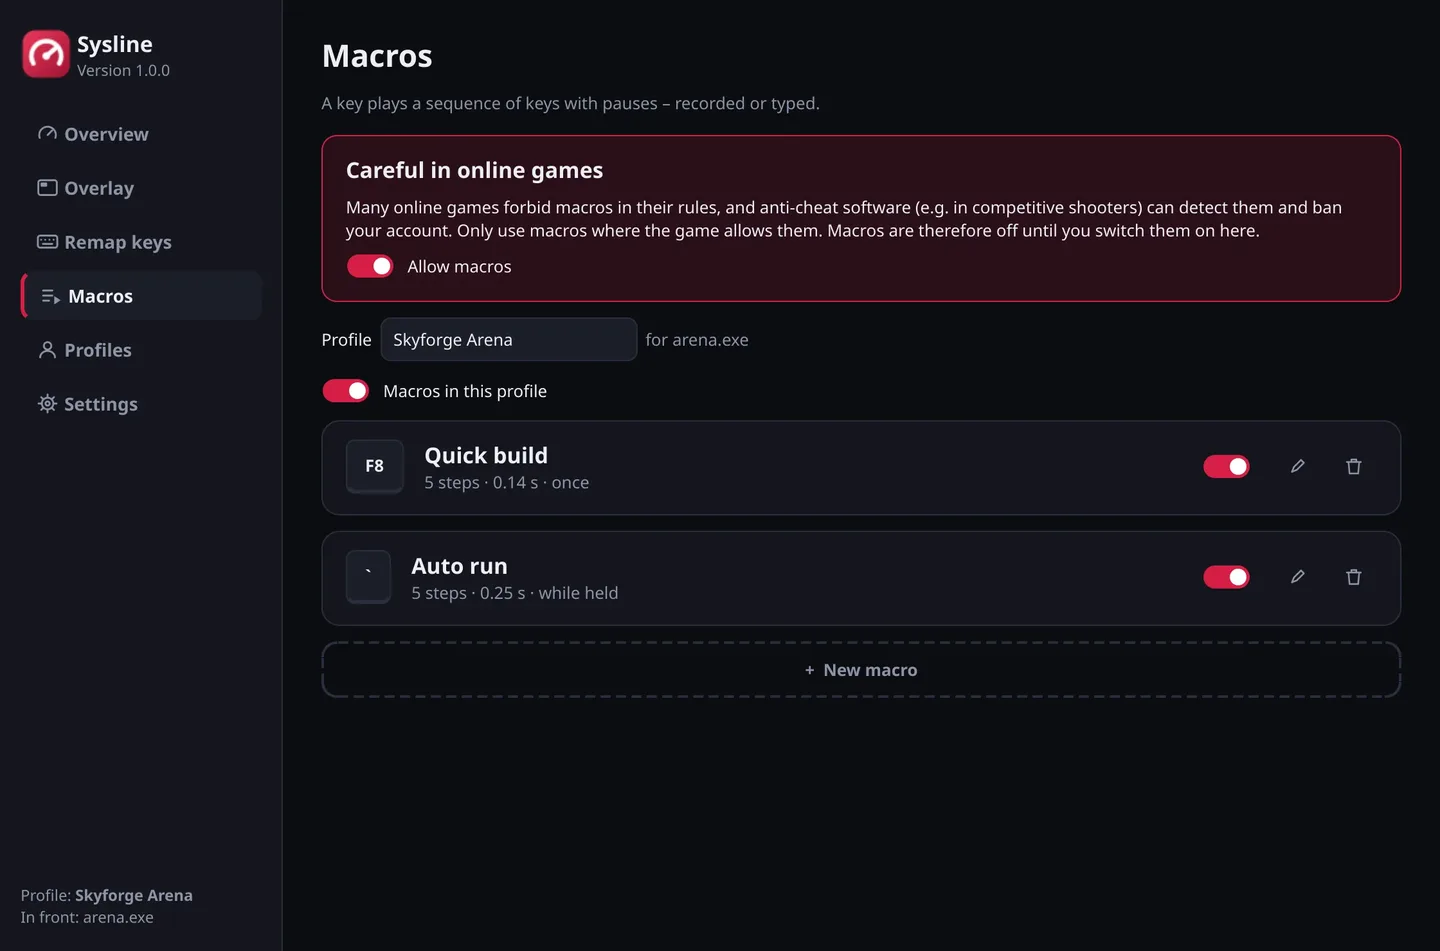 Sysline
Version 1.0.0
Overview
Overlay
Remap keys
Macros
Profiles
Settings
Profile: Skyforge Arena
In front: arena.exe
Macros
A key plays a sequence of keys with pauses – recorded or typed.
Careful in online games
Many online games forbid macros in their rules, and anti-cheat software (e.g. in competitive shooters) can detect them and ban
your account. Only use macros where the game allows them. Macros are therefore off until you switch them on here.
Allow macros
Profile Skyforge Arena for arena.exe
Macros in this profile
F8
Quick build
5 steps · 0.14 s · once
`
Auto run
5 steps · 0.25 s · while held
+ New macro